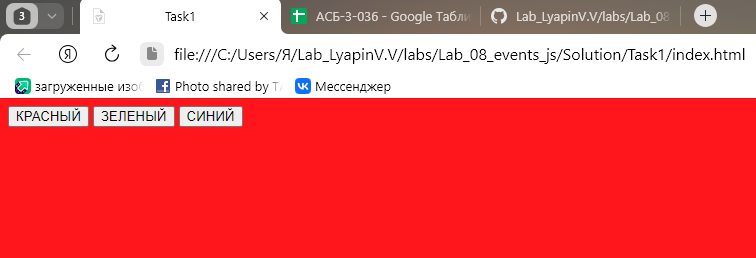 3 Task1 АСБ-3-036 - Google Табли Lab_LyapinV.V/labs/Lab_08
Я file:///C:/Users/Я/Lab_LyapinV.V/labs/Lab_08_events_js/Solution/Task1/index.html
загруженные изоб Photo shared by Та Мессенджер
КРАСНЫЙ ЗЕЛЕНЫЙ СИНИЙ